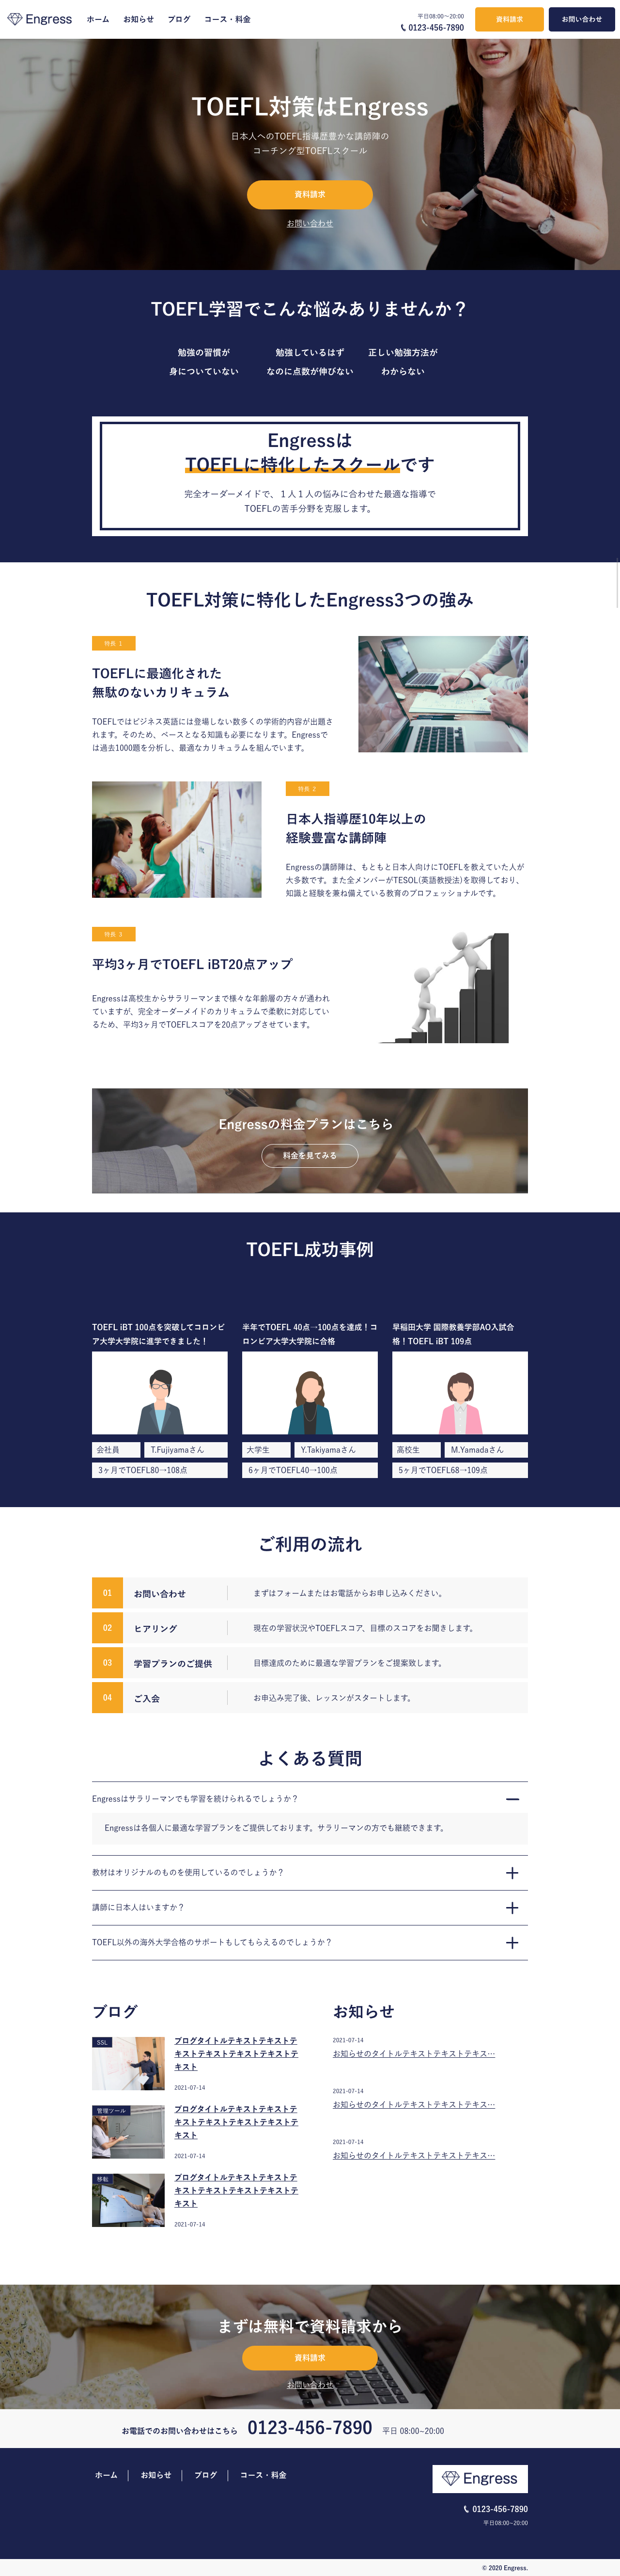 Engress
ホーム
お知らせ
ブログ
コース・料金
平日08:00〜20:00
0123-456-7890
資料請求
お問い合わせ
TOEFL対策はEngress
日本人へのTOEFL指導歴豊かな講師陣の
コーチング型TOEFLスクール
資料請求
お問い合わせ
TOEFL学習でこんな悩みありませんか？
勉強の習慣が
身についていない
勉強しているはず
なのに点数が伸びない
正しい勉強方法が
わからない
Engressは
TOEFLに特化したスクールです
完全オーダーメイドで、１人１人の悩みに合わせた最適な指導で
TOEFLの苦手分野を克服します。
TOEFL対策に特化したEngress3つの強み
特長 1
TOEFLに最適化された
無駄のないカリキュラム
TOEFLではビジネス英語には登場しない数多くの学術的内容が出題さ
れます。そのため、ベースとなる知識も必要になります。Engressで
は過去1000題を分析し、最適なカリキュラムを組んでいます。
特長 2
日本人指導歴10年以上の
経験豊富な講師陣
Engressの講師陣は、もともと日本人向けにTOEFLを教えていた人が
大多数です。また全メンバーがTESOL(英語教授法)を取得しており、
知識と経験を兼ね備えている教育のプロフェッショナルです。
特長 3
平均3ヶ月でTOEFL iBT20点アップ
Engressは高校生からサラリーマンまで様々な年齢層の方々が通われ
ていますが、完全オーダーメイドのカリキュラムで柔軟に対応してい
るため、平均3ヶ月でTOEFLスコアを20点アップさせています。
Engressの料金プランはこちら
料金を見てみる
TOEFL成功事例
TOEFL iBT 100点を突破してコロンビ
ア大学大学院に進学できました！
会社員
T.Fujiyamaさん
3ヶ月でTOEFL80→108点
半年でTOEFL 40点→100点を達成！コ
ロンビア大学大学院に合格
大学生
Y.Takiyamaさん
6ヶ月でTOEFL40→100点
早稲田大学 国際教養学部AO入試合
格！TOEFL iBT 109点
高校生
M.Yamadaさん
5ヶ月でTOEFL68→109点
ご利用の流れ
01 お問い合わせ まずはフォームまたはお電話からお申し込みください。
02 ヒアリング 現在の学習状況やTOEFLスコア、目標のスコアをお聞きします。
03 学習プランのご提供 目標達成のために最適な学習プランをご提案致します。
04 ご入会 お申込み完了後、レッスンがスタートします。
よくある質問
Engressはサラリーマンでも学習を続けられるでしょうか？
Engressは各個人に最適な学習プランをご提供しております。サラリーマンの方でも継続できます。
教材はオリジナルのものを使用しているのでしょうか？
講師に日本人はいますか？
TOEFL以外の海外大学合格のサポートもしてもらえるのでしょうか？
ブログ
SSL
ブログタイトルテキストテキストテ
キストテキストテキストテキストテ
キスト
2021-07-14
管理ツール
ブログタイトルテキストテキストテ
キストテキストテキストテキストテ
キスト
2021-07-14
移転
ブログタイトルテキストテキストテ
キストテキストテキストテキストテ
キスト
2021-07-14
お知らせ
2021-07-14
お知らせのタイトルテキストテキストテキス…
2021-07-14
お知らせのタイトルテキストテキストテキス…
2021-07-14
お知らせのタイトルテキストテキストテキス…
まずは無料で資料請求から
資料請求
お問い合わせ
お電話でのお問い合わせはこちら 0123-456-7890 平日 08:00~20:00
ホーム
お知らせ
ブログ
コース・料金
Engress
0123-456-7890
平日08:00~20:00
© 2020 Engress.